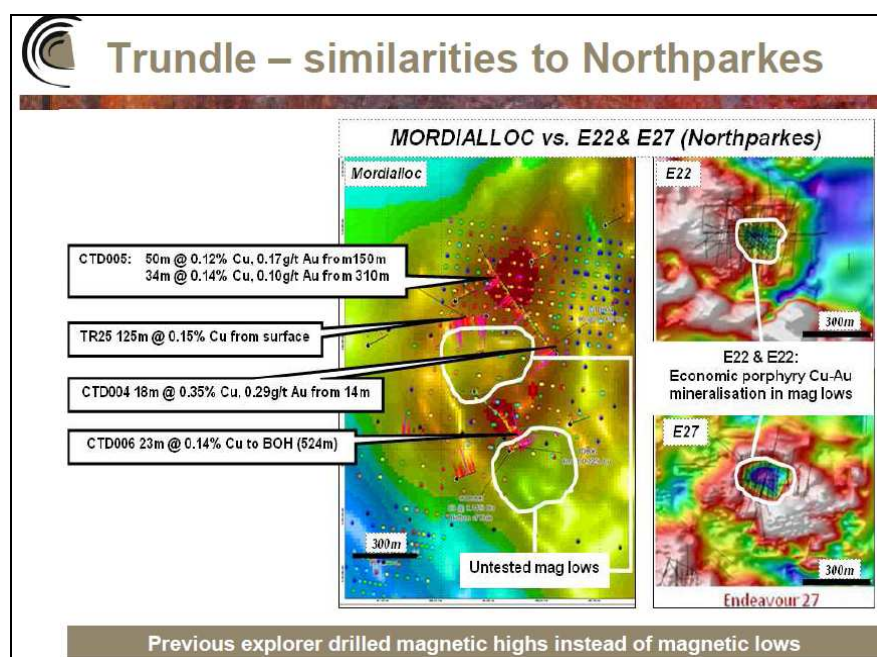 Trundle – similarities to Northparkes
MORDIALLOC vs. E22& E27 (Northparkes)
Mordialloc
E22
CTD005: 50m @ 0.12% Cu, 0.17g/t Au from150m
34m @ 0.14% Cu, 0.10g/t Au from 310m
TR25 125m @ 0.15% Cu from surface
CTD004 18m @ 0.35% Cu, 0.29g/t Au from 14m
CTD006 23m @ 0.14% Cu to BOH (524m)
300m
Untested mag lows
300m
E22 & E22:
Economic porphyry Cu-Au
mineralisation in mag lows
E27
300m
Endeavour 27
Previous explorer drilled magnetic highs instead of magnetic lows